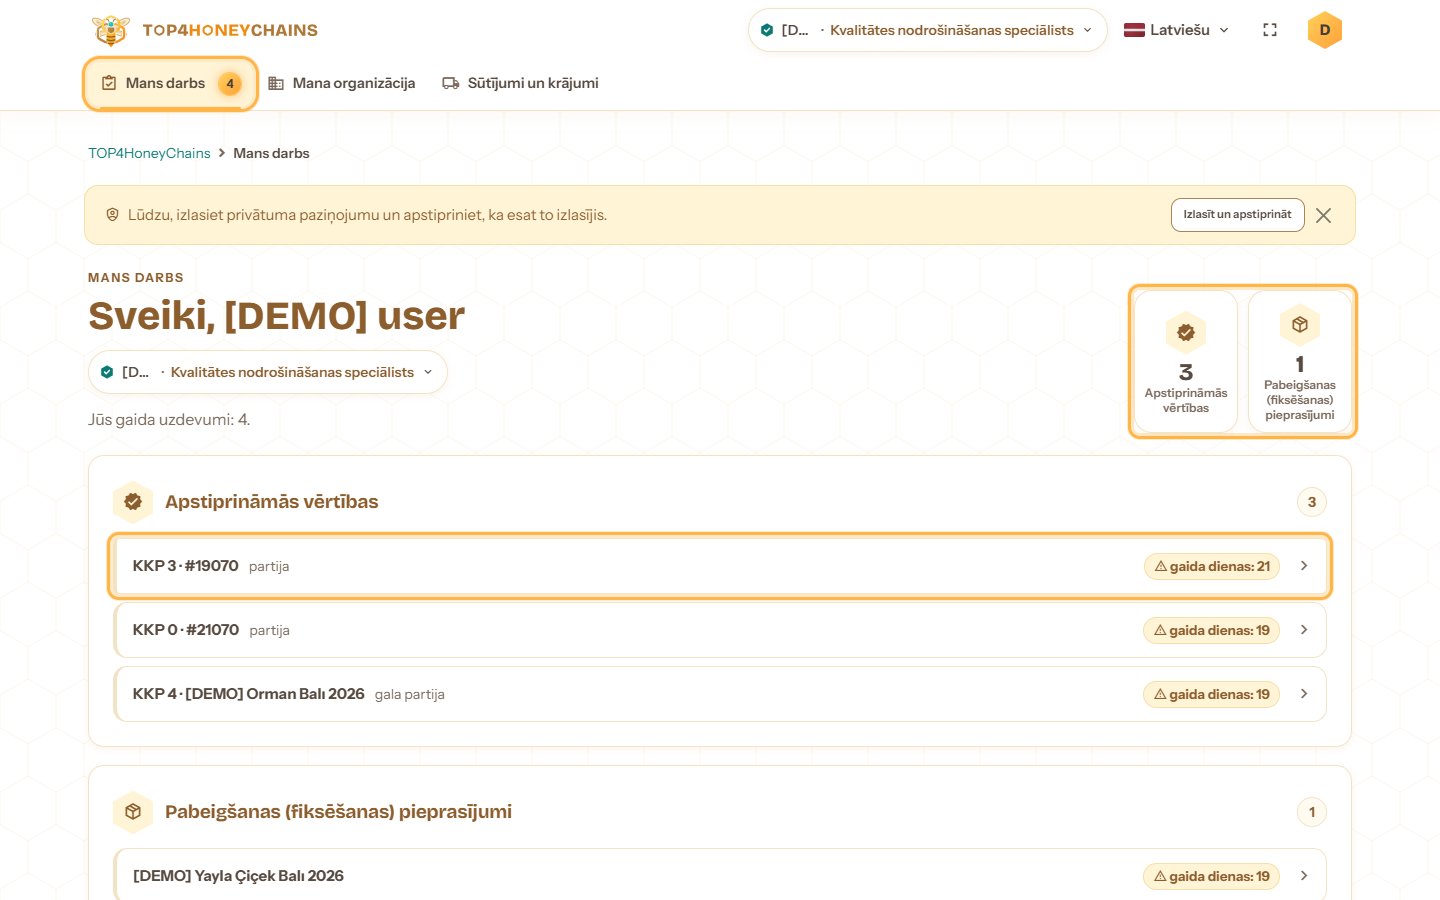 TOP4HONEYCHAINS
[D... · Kvalitātes nodrošināšanas speciālists
Latviešu
D
Mans darbs 4
Mana organizācija
Sūtījumi un krājumi
TOP4HoneyChains > Mans darbs
Lūdzu, izlasiet privātuma paziņojumu un apstipriniet, ka esat to izlasījis.
Izlasīt un apstiprināt
MANS DARBS
Sveiki, [DEMO] user
[D... · Kvalitātes nodrošināšanas speciālists
Jūs gaida uzdevumi: 4.
3
Apstiprināmās
vērtības
1
Pabeigšanas
(fiksēšanas)
pieprasījumi
Apstiprināmās vērtības 3
KKP 3 · #19070 partija gaida dienas: 21
KKP 0 · #21070 partija gaida dienas: 19
KKP 4 · [DEMO] Orman Balı 2026 gala partija gaida dienas: 19
Pabeigšanas (fiksēšanas) pieprasījumi 1
[DEMO] Yayla Çiçek Balı 2026 gaida dienas: 19